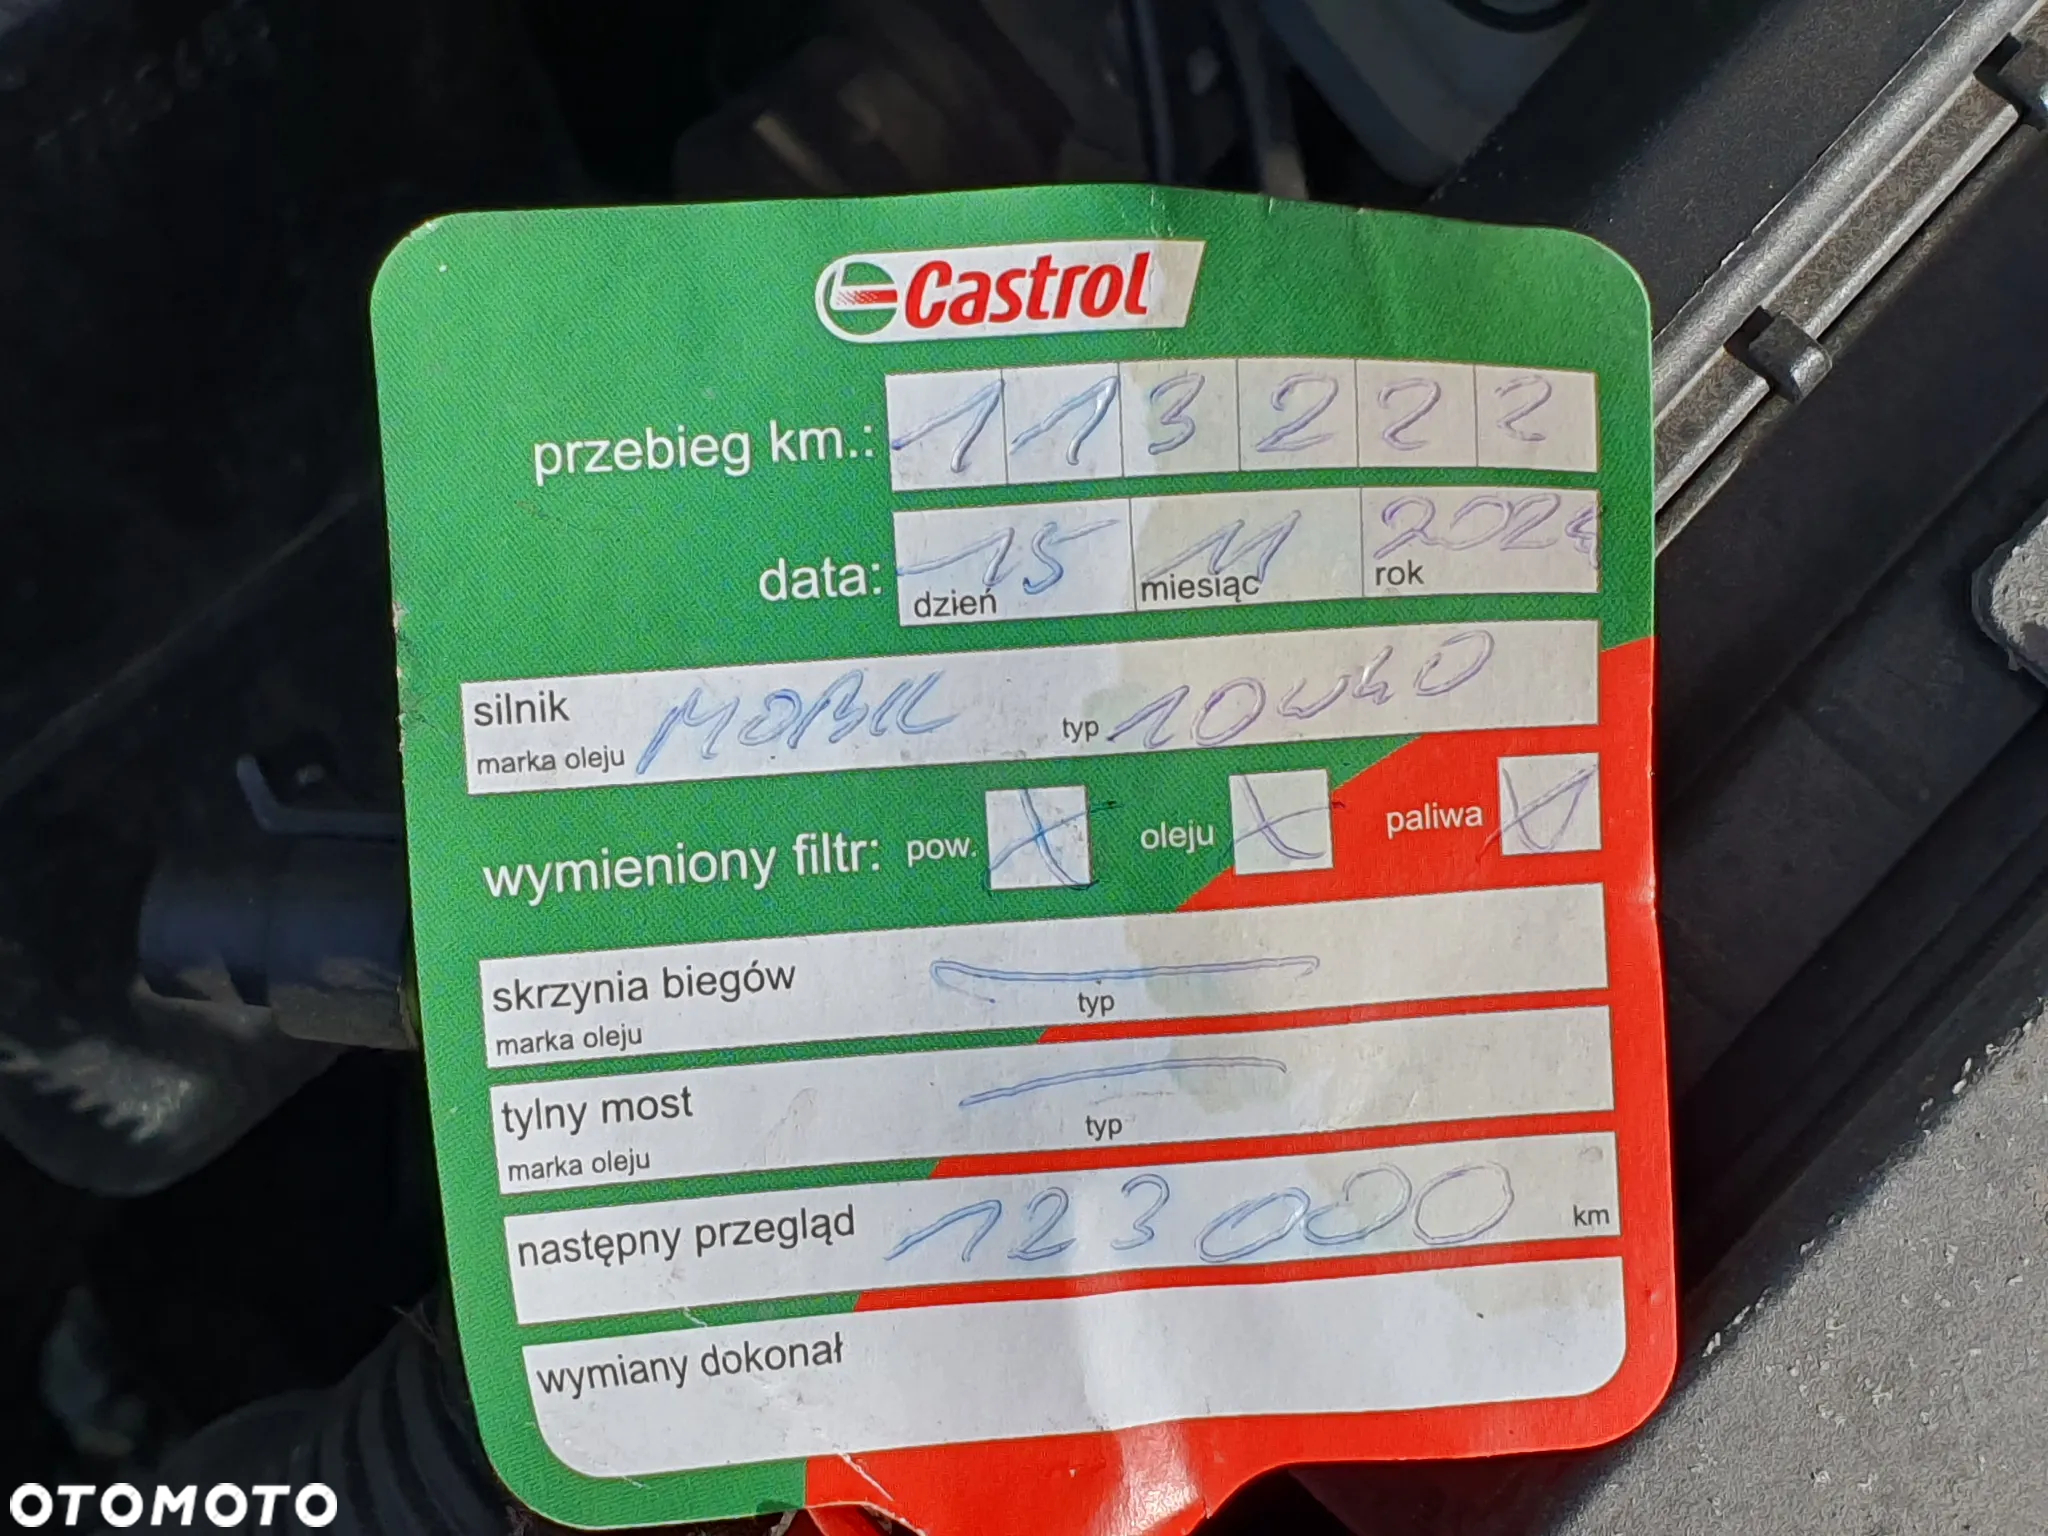 Castrol
przebieg km.: 113222
data: 15 dzień 11 miesiąc 2024 rok
silnik MOBIL typ 10W40
marka oleju
wymieniony filtr: pow. X oleju X paliwa V
skrzynia biegów — typ
marka oleju
tylny most — typ
marka oleju
następny przegląd 123000 km
wymiany dokonał
OTOMOTO